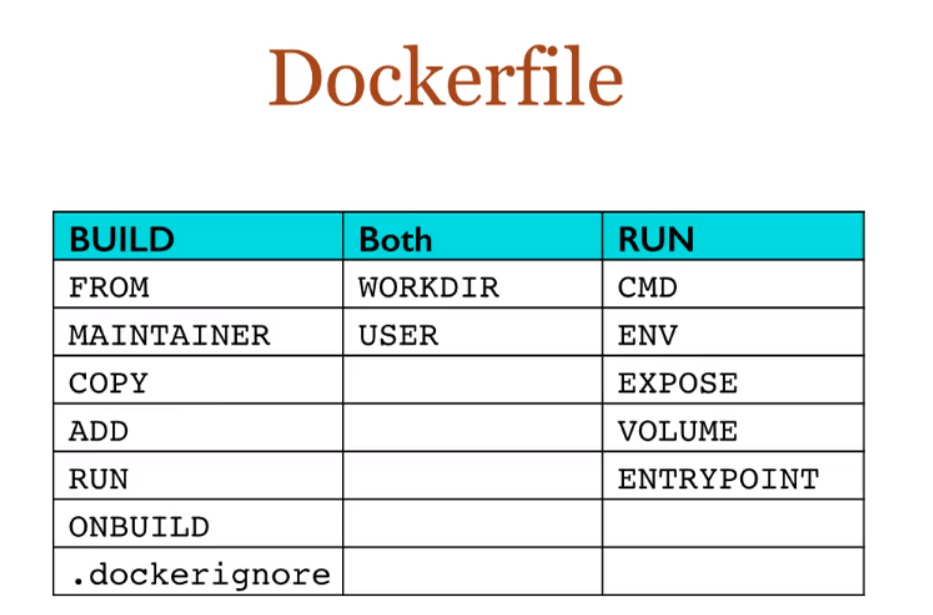 Dockerfile
BUILD Both RUN
FROM WORKDIR CMD
MAINTAINER USER ENV
COPY EXPOSE
ADD VOLUME
RUN ENTRYPOINT
ONBUILD
.dockerignore